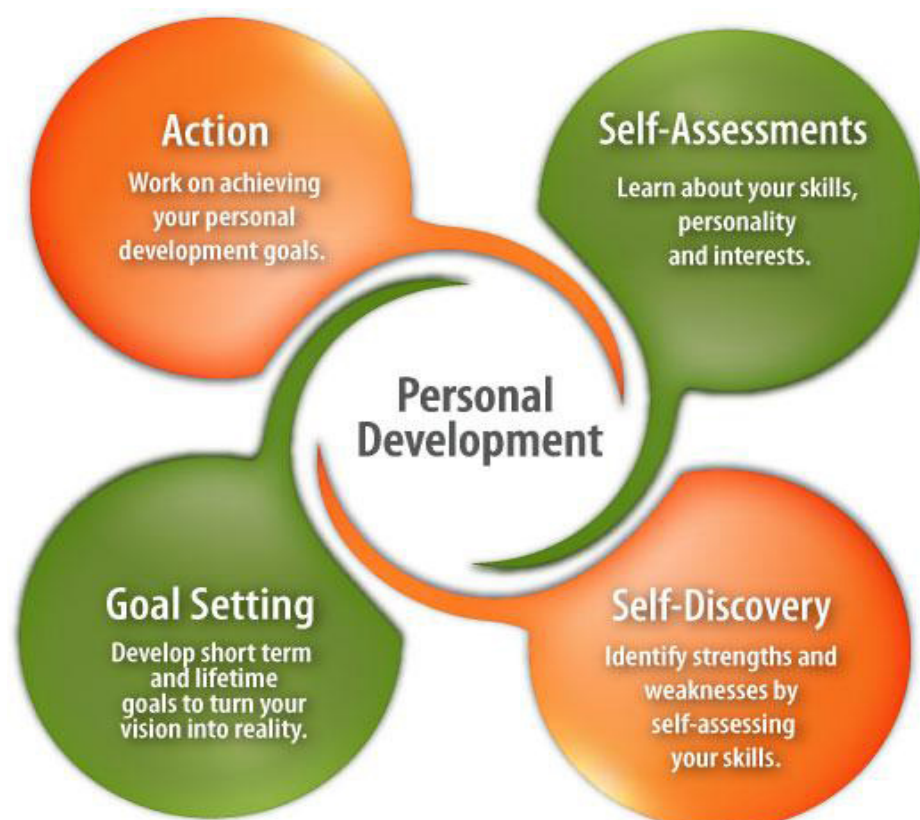 Action
Work on achieving
your personal
development goals.
Self-Assessments
Learn about your skills,
personality
and interests.
Personal
Development
Goal Setting
Develop short term
and lifetime
goals to turn your
vision into reality.
Self-Discovery
Identify strengths and
weaknesses by
self-assessing
your skills.